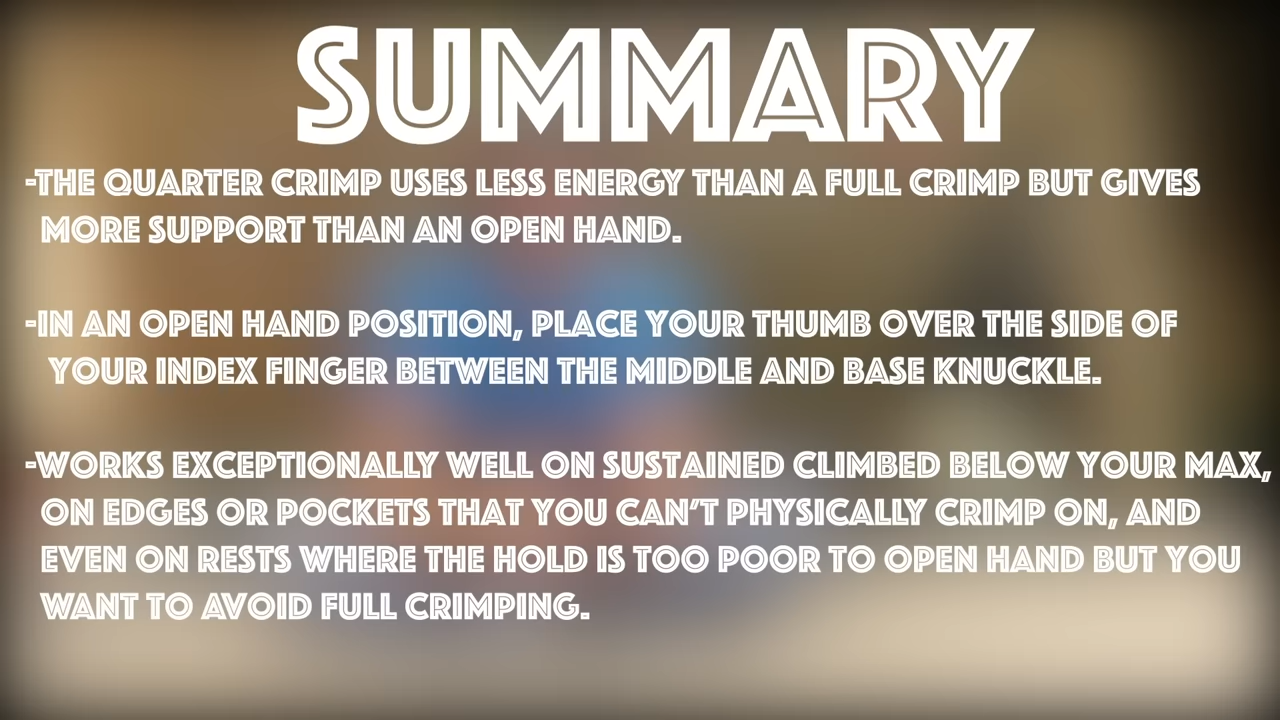 SUMMARY
-THE QUARTER CRIMP USES LESS ENERGY THAN A FULL CRIMP BUT GIVES
MORE SUPPORT THAN AN OPEN HAND.
-IN AN OPEN HAND POSITION, PLACE YOUR THUMB OVER THE SIDE OF
YOUR INDEX FINGER BETWEEN THE MIDDLE AND BASE KNUCKLE.
-WORKS EXCEPTIONALLY WELL ON SUSTAINED CLIMBED BELOW YOUR MAX,
ON EDGES OR POCKETS THAT YOU CAN'T PHYSICALLY CRIMP ON, AND
EVEN ON RESTS WHERE THE HOLD IS TOO POOR TO OPEN HAND BUT YOU
WANT TO AVOID FULL CRIMPING.